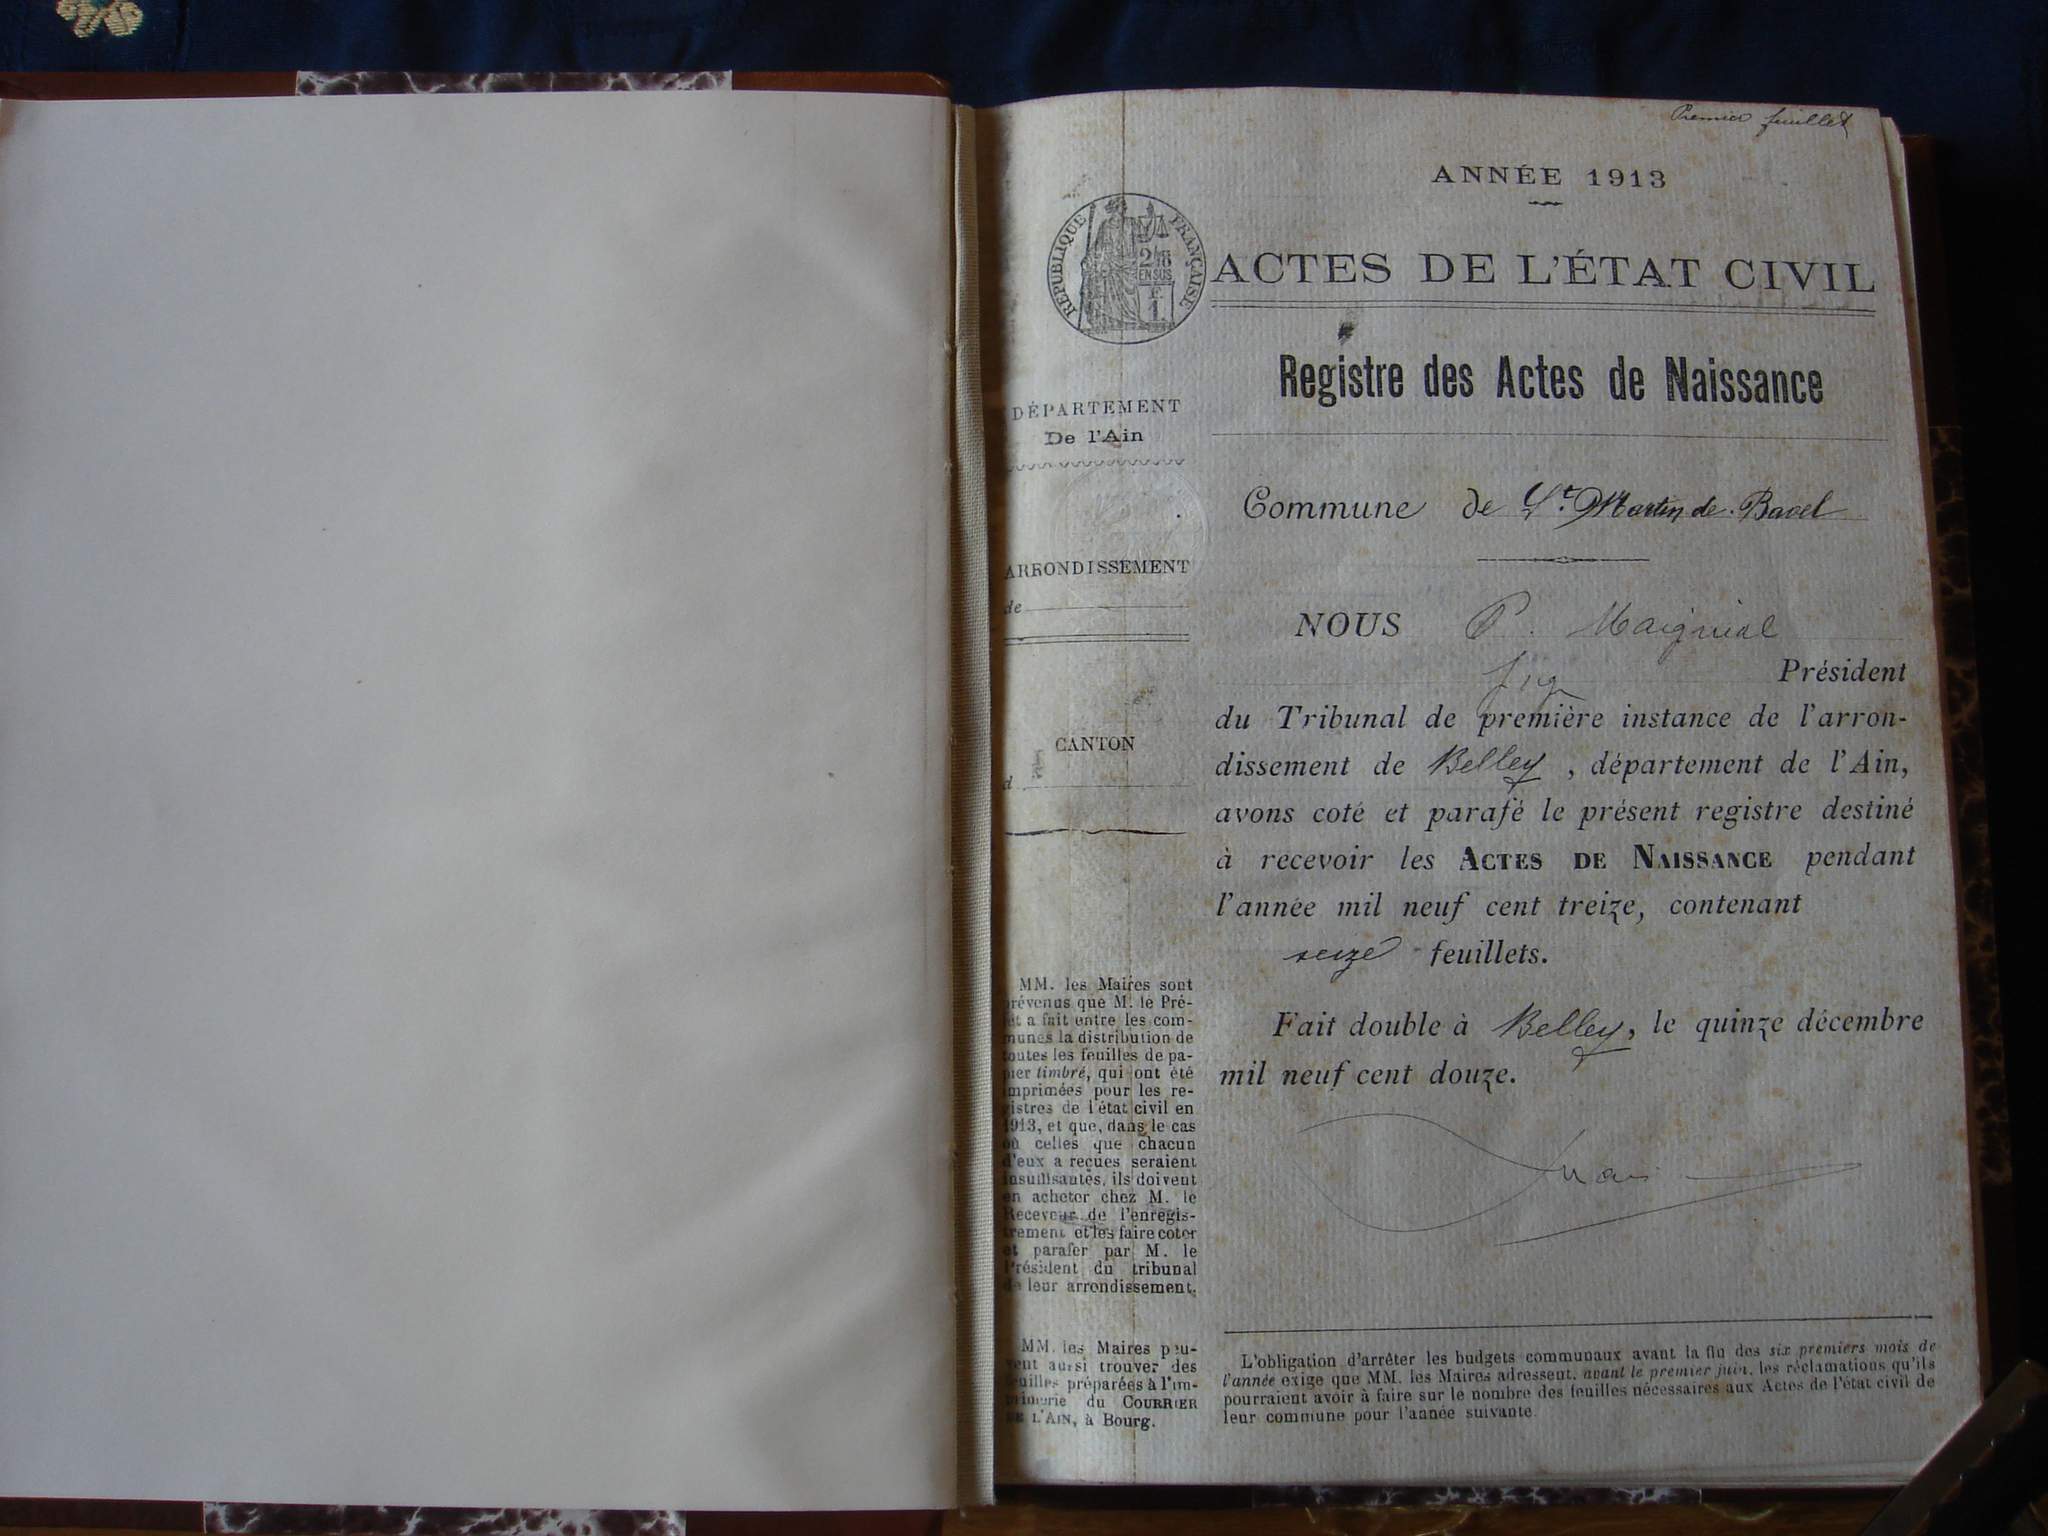 Premier feuillet
ANNÉE 1913
RÉPUBLIQUE FRANÇAISE
2/10
EN SUS
ACTES DE L'ÉTAT CIVIL
Registre des Actes de Naissance
DÉPARTEMENT
De l'Ain
Commune de St. Martin de Bavel
ARRONDISSEMENT
de
NOUS P. Maignial
Président
du Tribunal de première instance de l'arron-
CANTON
d
dissement de Belley, département de l'Ain,
avons coté et parafé le présent registre destiné
à recevoir les ACTES DE NAISSANCE pendant
l'année mil neuf cent treize, contenant
seize feuillets.
Fait double à Belley, le quinze décembre
mil neuf cent douze.
MM. les Maires sont
prévenus que M. le Pré-
fet a fait entre les com-
munes la distribution de
toutes les feuilles de pa-
pier timbré, qui ont été
imprimées pour les re-
gistres de l'état civil en
1913, et que, dans le cas
où celles que chacun
d'eux a reçues seraient
insuffisantes, ils doivent
en acheter chez M. le
Receveur de l'enregis-
trement et les faire coter
et parafer par M. le
Président du tribunal
de leur arrondissement.
MM. les Maires peu-
vent aussi trouver des
feuilles préparées à l'im-
primerie du COURRIER
DE L'AIN, à Bourg.
L'obligation d'arrêter les budgets communaux avant la fin des six premiers mois de
l'année exige que MM. les Maires adressent, avant le premier juin, les réclamations qu'ils
pourraient avoir à faire sur le nombre des feuilles nécessaires aux Actes de l'état civil de
leur commune pour l'année suivante.